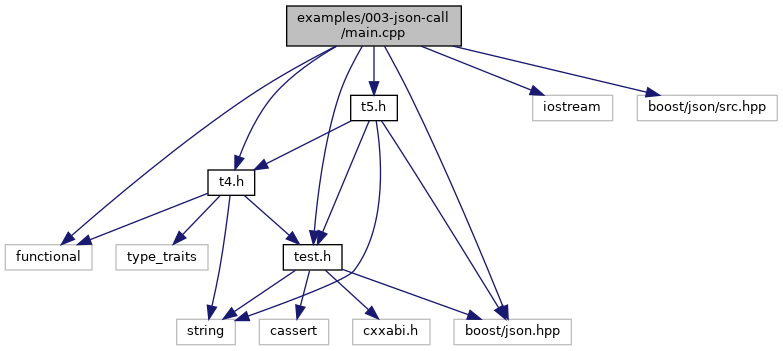 examples/003-json-call
/main.cpp
t5.h
iostream
boost/json/src.hpp
t4.h
functional
type_traits
test.h
string
cassert
cxxabi.h
boost/json.hpp